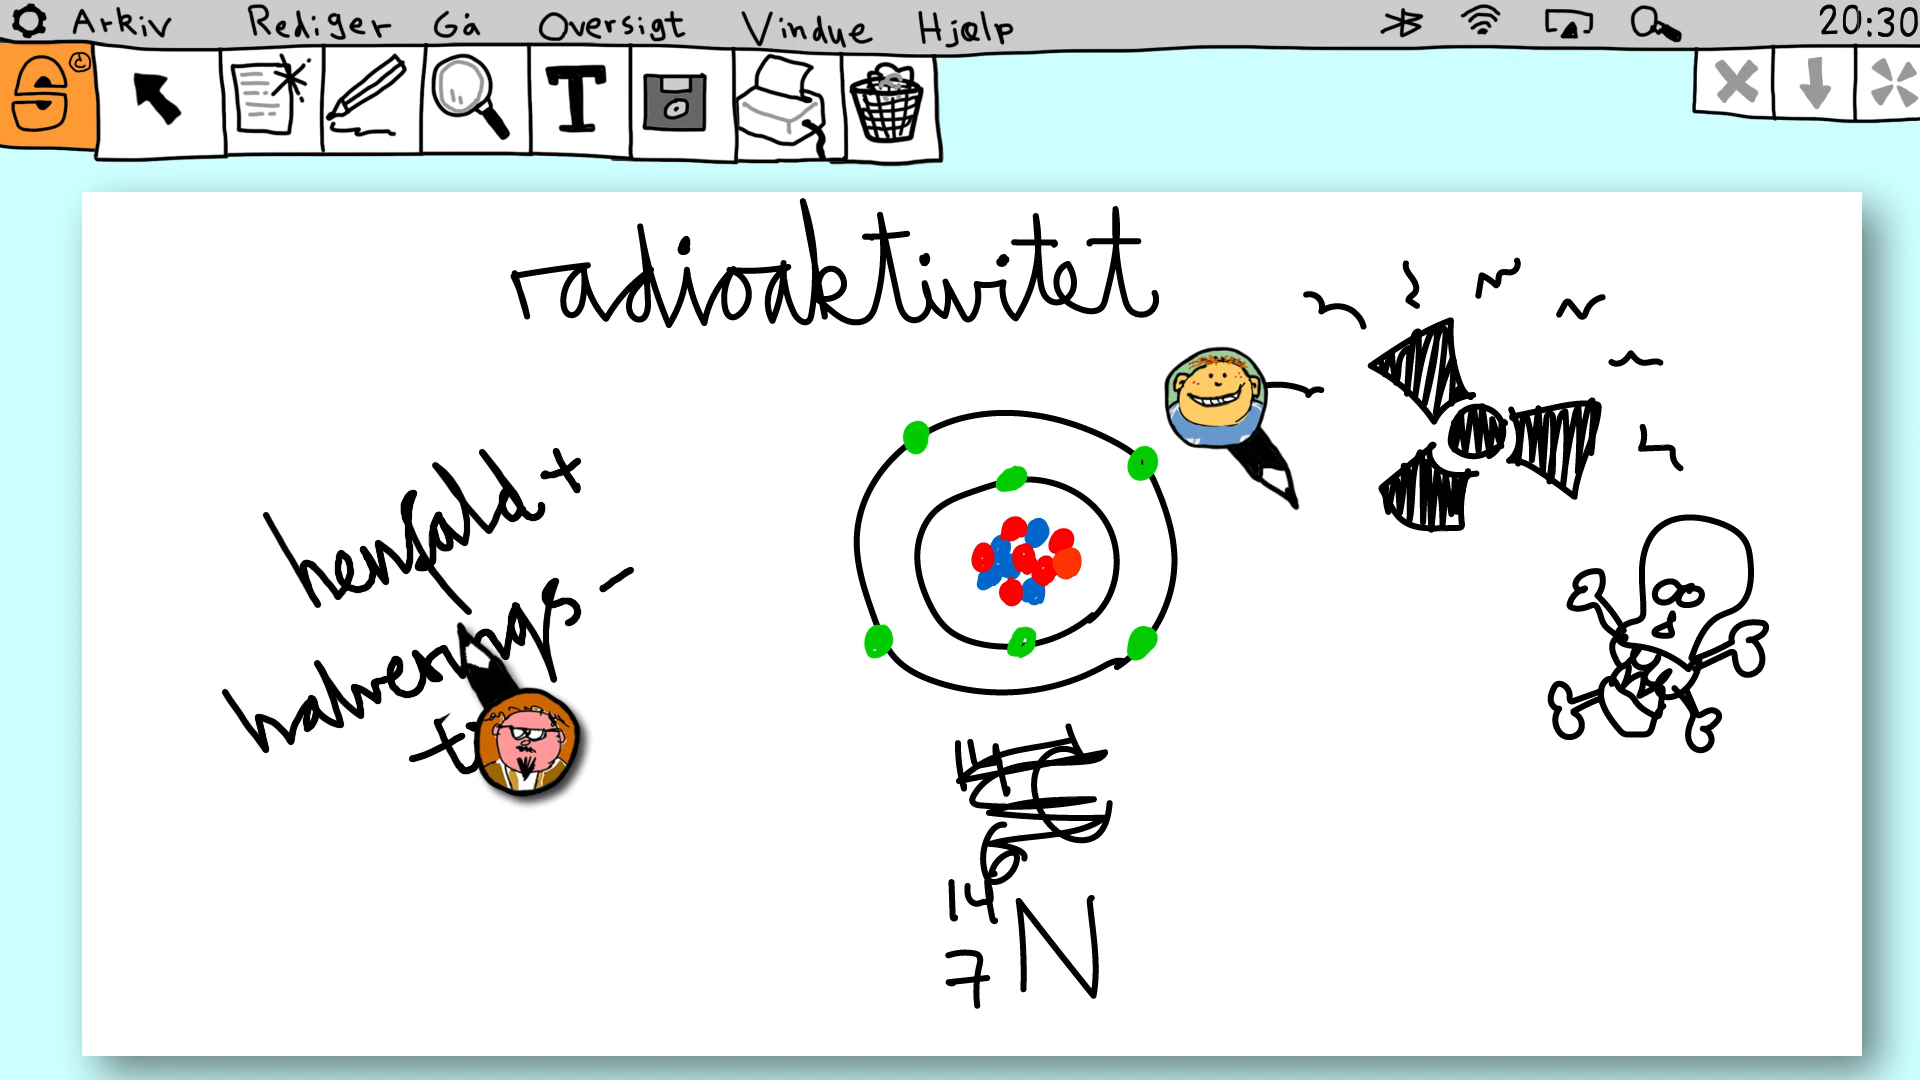 Arkiv Rediger Gå Oversigt Vindue Hjælp 20:30
T
radioaktivitet
henfald +
halverings -
14
6
14
7 N